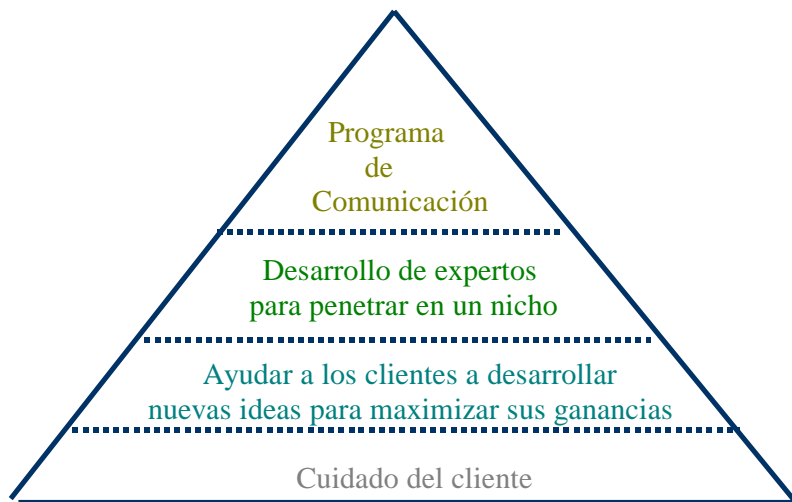 Programa
de
Comunicación
Desarrollo de expertos
para penetrar en un nicho
Ayudar a los clientes a desarrollar
nuevas ideas para maximizar sus ganancias
Cuidado del cliente